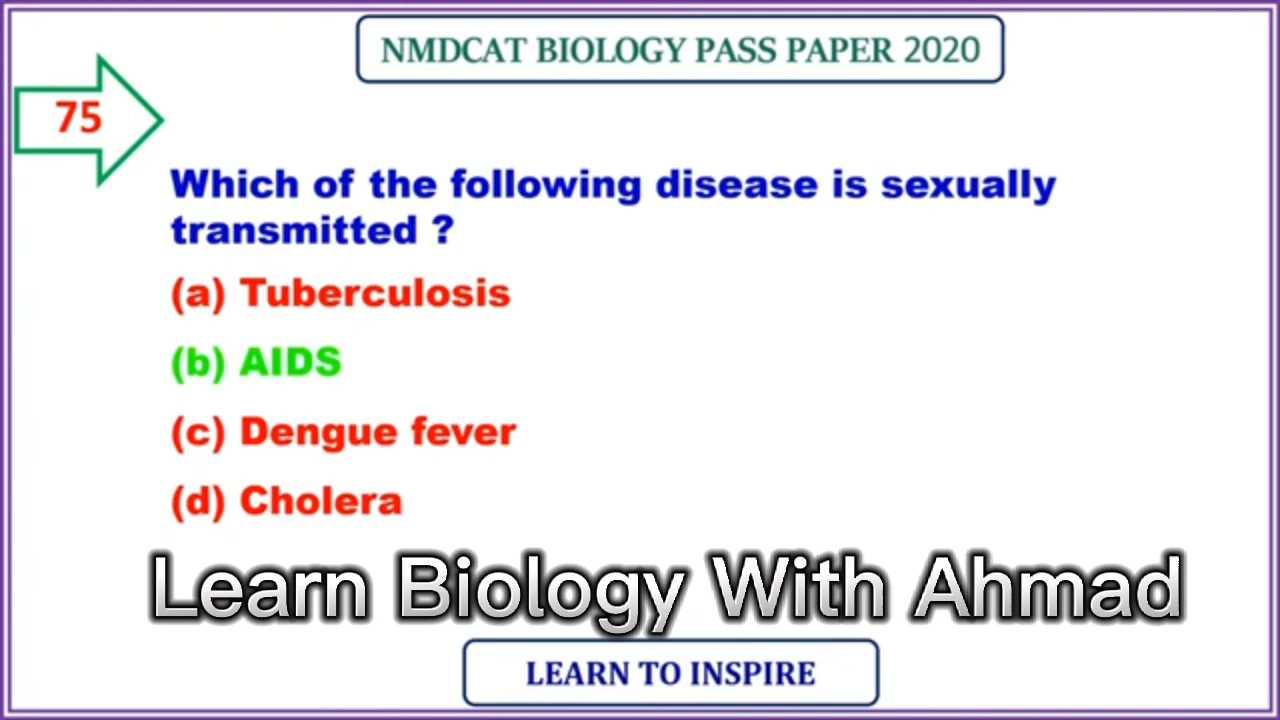 NMDCAT BIOLOGY PASS PAPER 2020
75
Which of the following disease is sexually
transmitted ?
(a) Tuberculosis
(b) AIDS
(c) Dengue fever
(d) Cholera
Learn Biology With Ahmad
LEARN TO INSPIRE